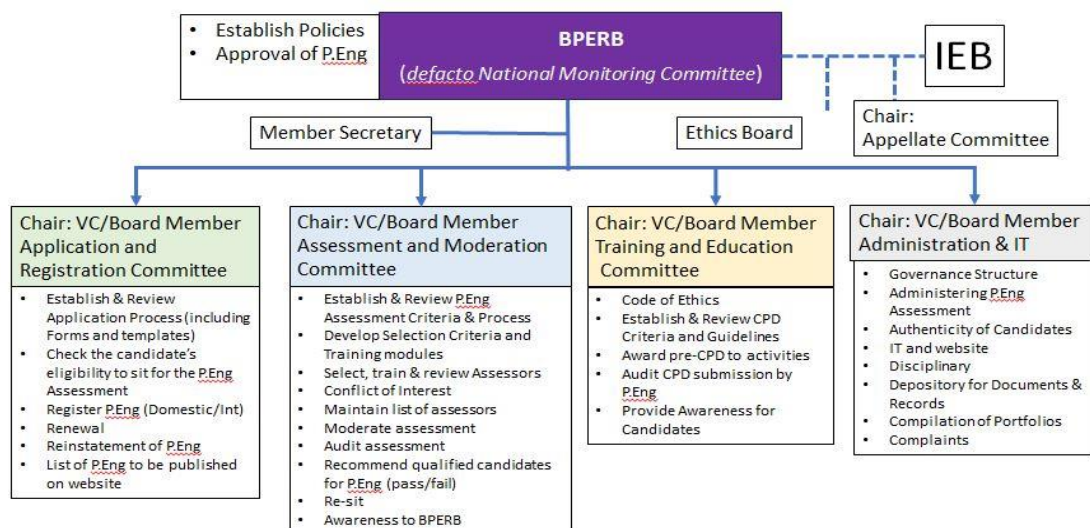 • Establish Policies
• Approval of P.Eng
BPERB
(defacto National Monitoring Committee)
IEB
Member Secretary
Ethics Board
Chair:
Appellate Committee
Chair: VC/Board Member
Application and
Registration Committee
• Establish & Review
Application Process (including
Forms and templates)
• Check the candidate's
eligibility to sit for the P.Eng
Assessment
• Register P.Eng (Domestic/Int)
• Renewal
• Reinstatement of P.Eng
• List of P.Eng to be published
on website
Chair: VC/Board Member
Assessment and Moderation
Committee
• Establish & Review P.Eng
Assessment Criteria & Process
• Develop Selection Criteria and
Training modules
• Select, train & review Assessors
• Conflict of Interest
• Maintain list of assessors
• Moderate assessment
• Audit assessment
• Recommend qualified candidates
for P.Eng (pass/fail)
• Re-sit
• Awareness to BPERB
Chair: VC/Board Member
Training and Education
Committee
• Code of Ethics
• Establish & Review CPD
Criteria and Guidelines
• Award pre-CPD to activities
• Audit CPD submission by
P.Eng
• Provide Awareness for
Candidates
Chair: VC/Board Member
Administration & IT
• Governance Structure
• Administering P.Eng
Assessment
• Authenticity of Candidates
• IT and website
• Disciplinary
• Depository for Documents &
Records
• Compilation of Portfolios
• Complaints